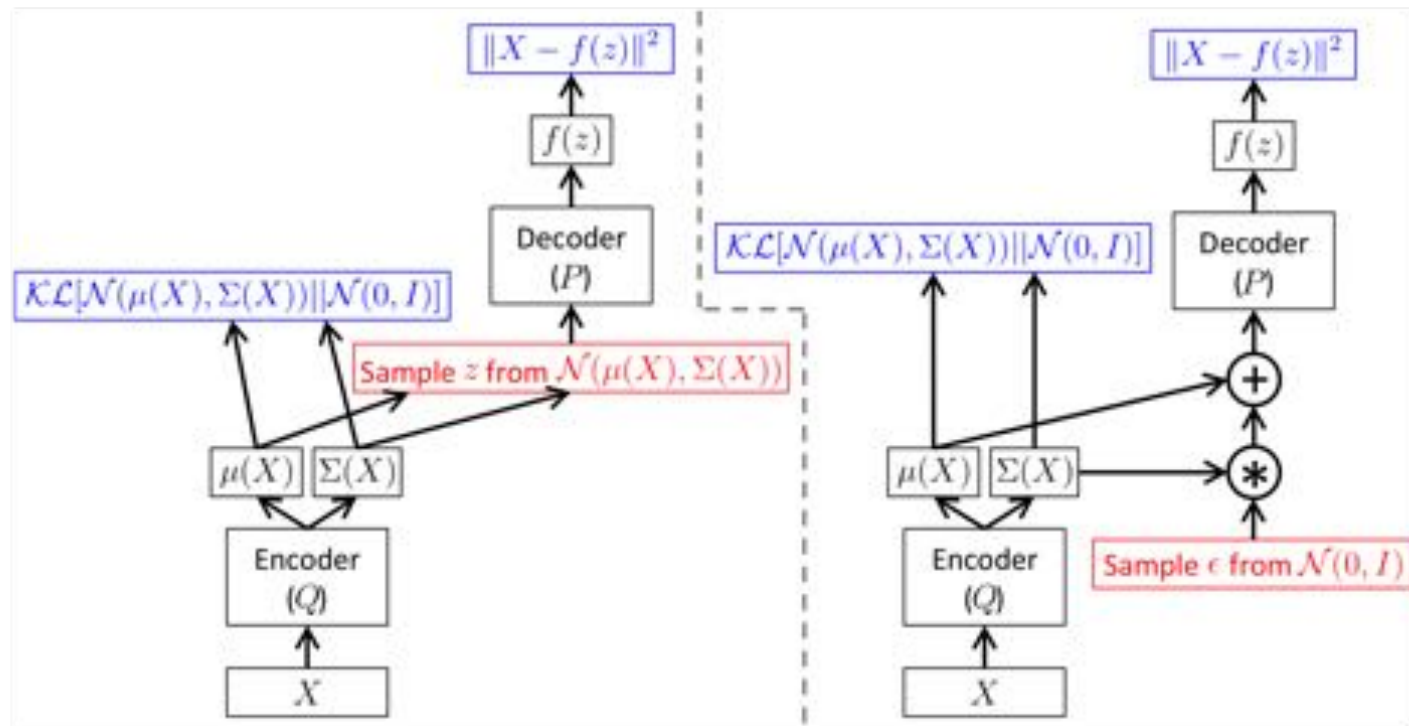 ‖X − f(z)‖²
f(z)
Decoder
(P)
𝒦ℒ[𝒩(μ(X), Σ(X))||𝒩(0, I)]
Sample z from 𝒩(μ(X), Σ(X))
μ(X)
Σ(X)
Encoder
(Q)
X
‖X − f(z)‖²
f(z)
Decoder
(P)
𝒦ℒ[𝒩(μ(X), Σ(X))||𝒩(0, I)]
+
μ(X)
Σ(X)
*
Encoder
(Q)
Sample ϵ from 𝒩(0, I)
X